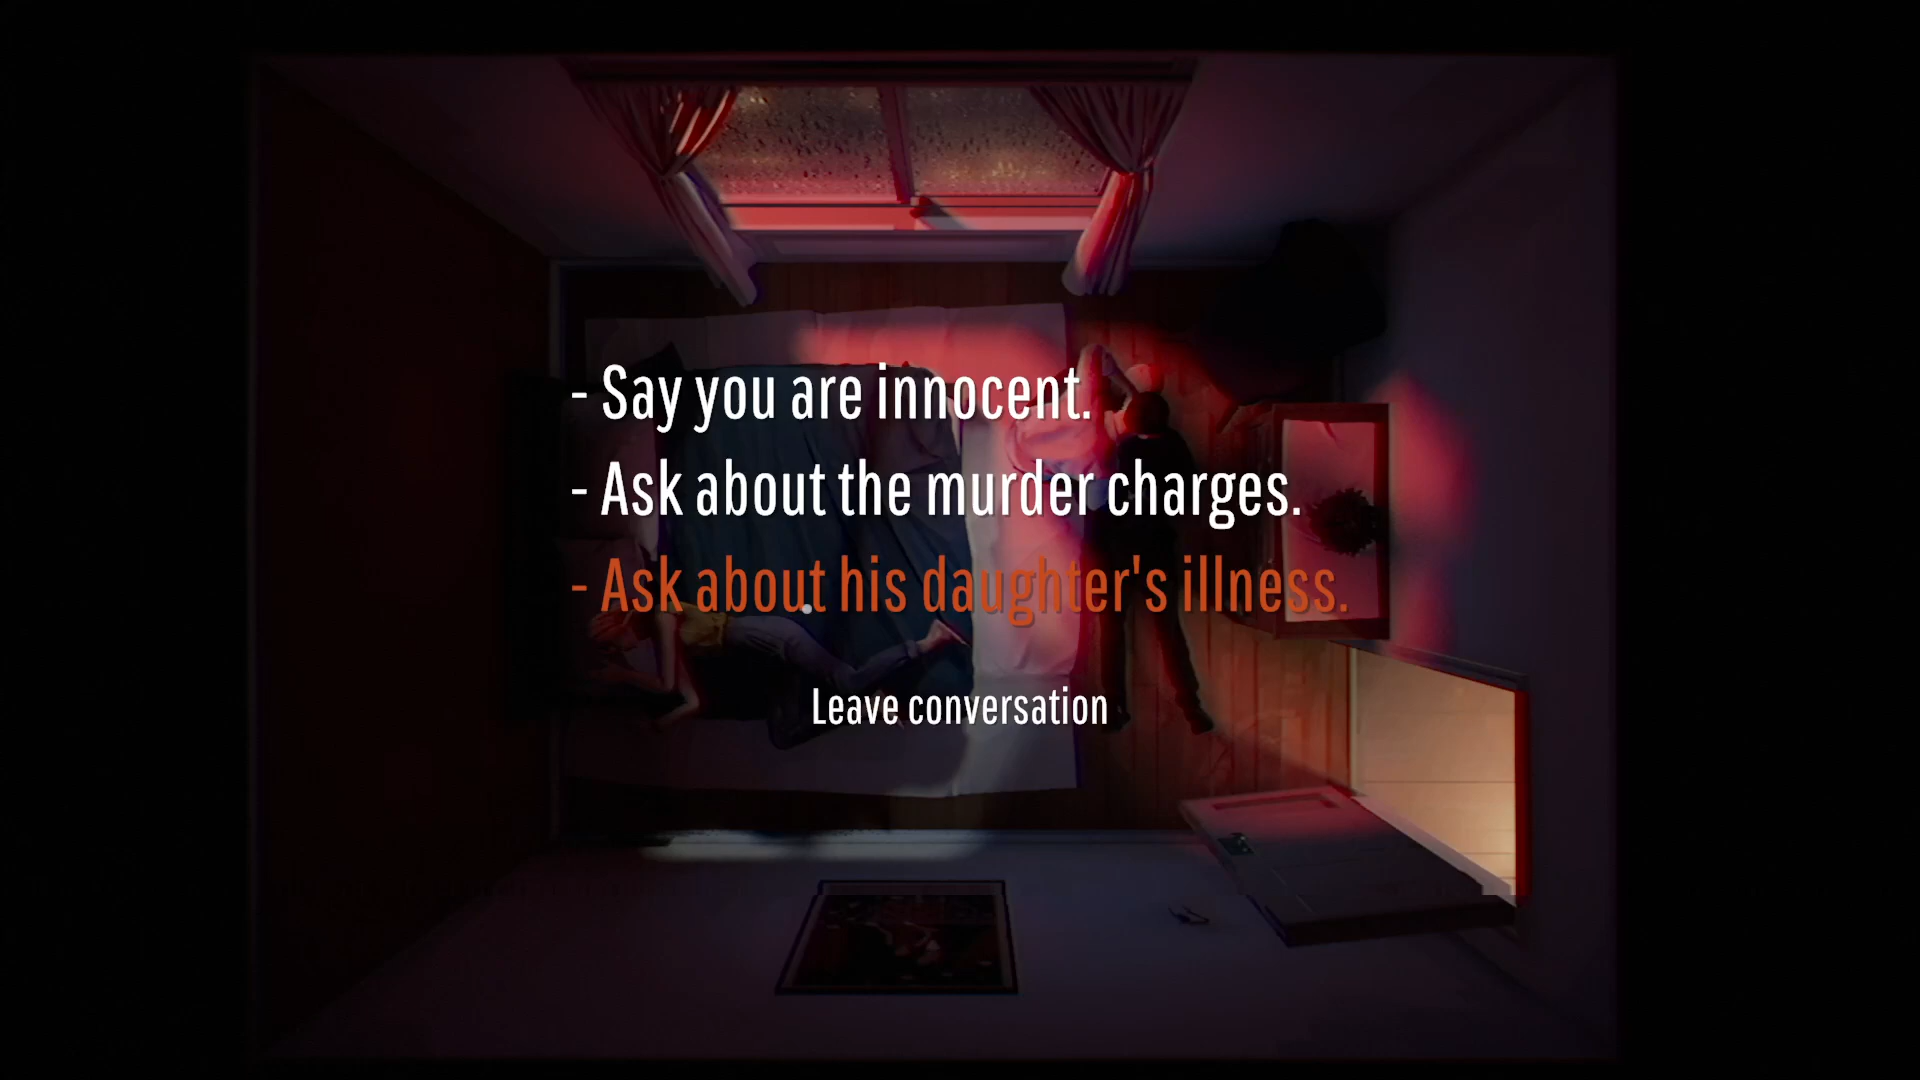 - Say you are innocent.
- Ask about the murder charges.
- Ask about his daughter's illness.
Leave conversation